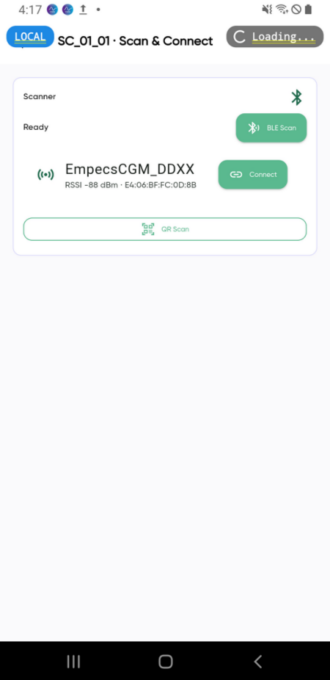 4:17
LOCAL
SC_01_01 · Scan & Connect
Loading...
Scanner
Ready
BLE Scan
EmpecsCGM_DDXX
RSSI -88 dBm · E4:06:BF:FC:0D:8B
Connect
QR Scan